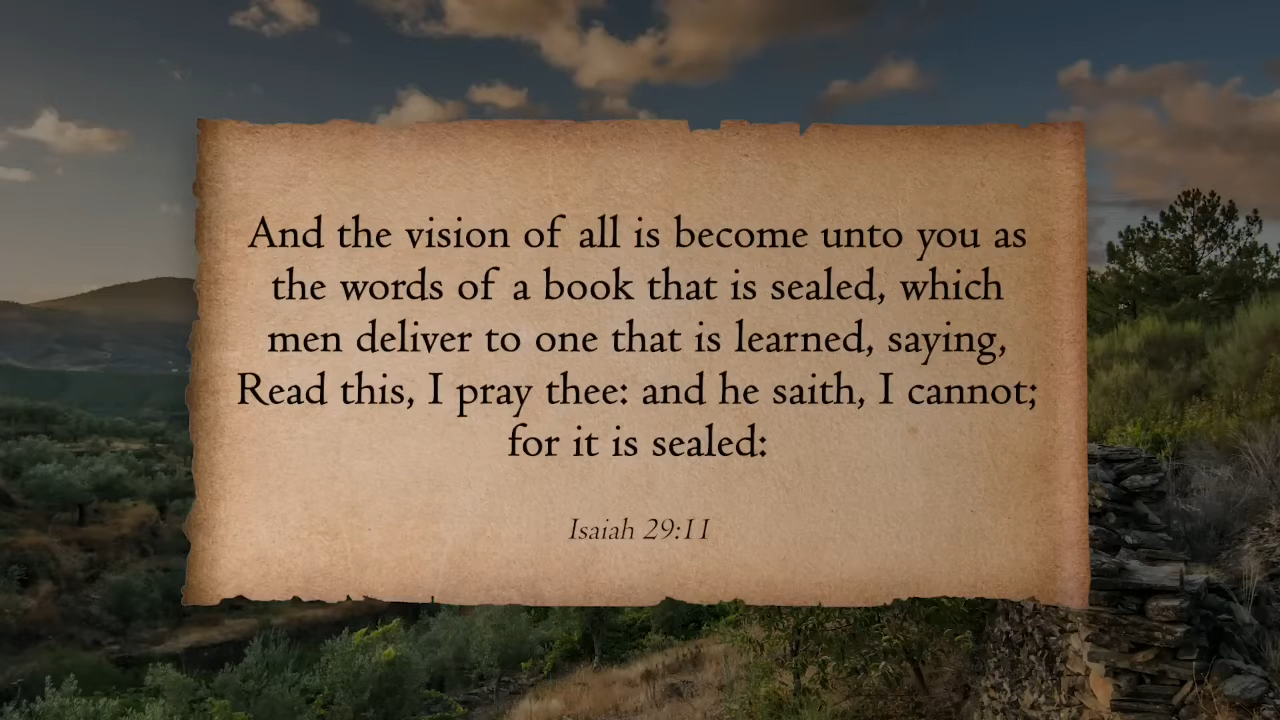 And the vision of all is become unto you as
the words of a book that is sealed, which
men deliver to one that is learned, saying,
Read this, I pray thee: and he saith, I cannot;
for it is sealed:
Isaiah 29:11